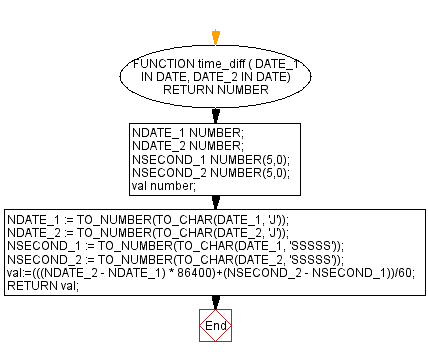 FUNCTION time_diff ( DATE_1
IN DATE, DATE_2 IN DATE)
RETURN NUMBER
NDATE_1 NUMBER;
NDATE_2 NUMBER;
NSECOND_1 NUMBER(5,0);
NSECOND_2 NUMBER(5,0);
val number;
NDATE_1 := TO_NUMBER(TO_CHAR(DATE_1, 'J'));
NDATE_2 := TO_NUMBER(TO_CHAR(DATE_2, 'J'));
NSECOND_1 := TO_NUMBER(TO_CHAR(DATE_1, 'SSSSS'));
NSECOND_2 := TO_NUMBER(TO_CHAR(DATE_2, 'SSSSS'));
val:=(((NDATE_2 - NDATE_1) * 86400)+(NSECOND_2 - NSECOND_1))/60;
RETURN val;
End